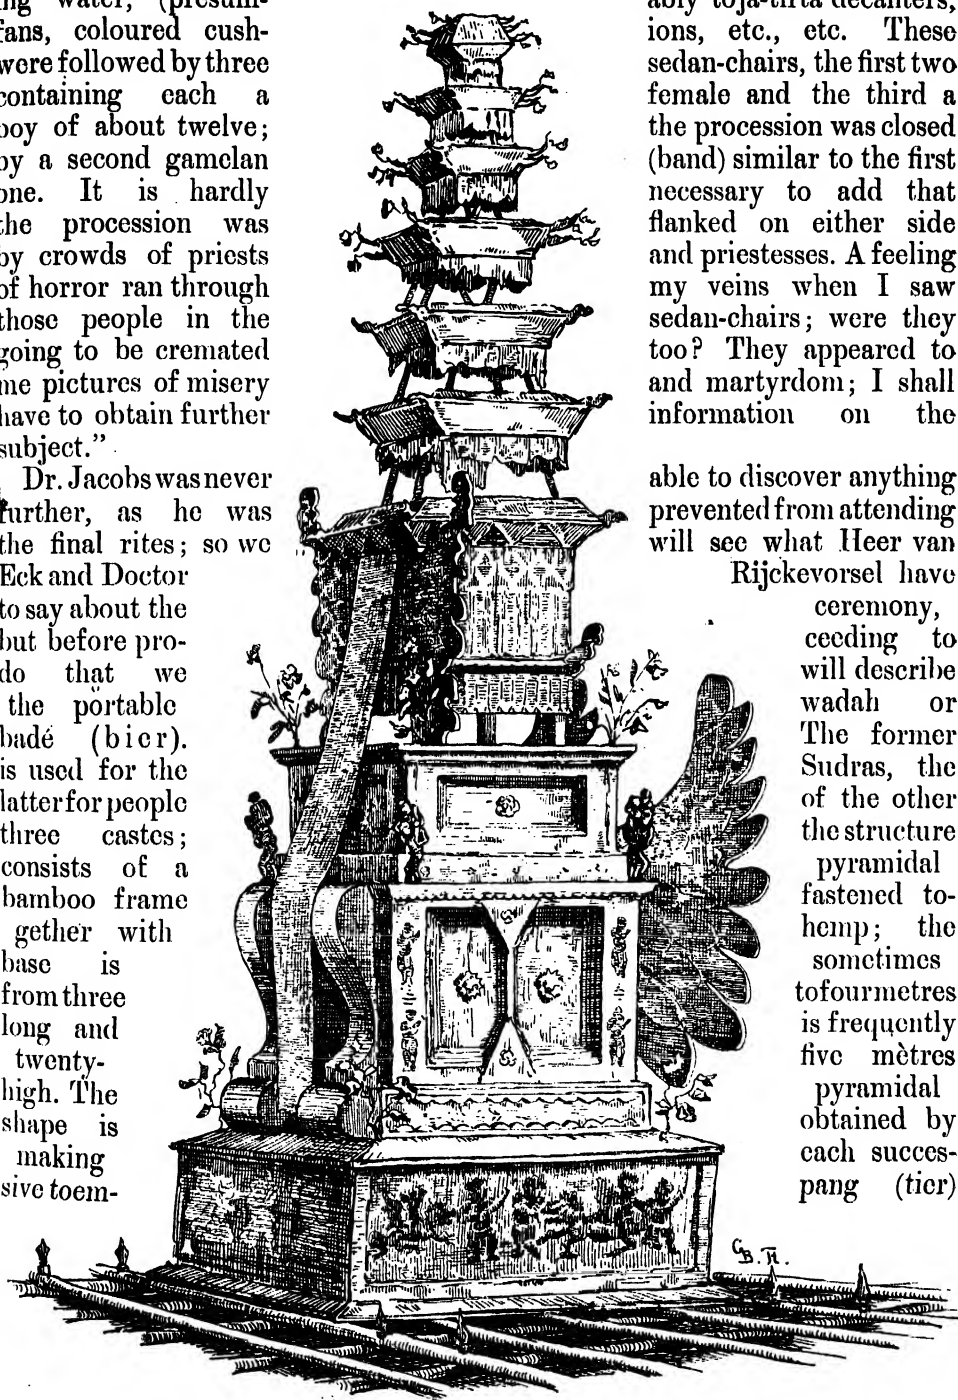 ing water, (presum- ably toja-tirta decanters,
fans, coloured cush- ions, etc., etc. These
were followed by three sedan-chairs, the first two
containing each a female and the third a
boy of about twelve; the procession was closed
by a second gamelan (band) similar to the first
one. It is hardly necessary to add that
the procession was flanked on either side
by crowds of priests and priestesses. A feeling
of horror ran through my veins when I saw
those people in the sedan-chairs; were they
going to be cremated too? They appeared to
me pictures of misery and martyrdom; I shall
have to obtain further information on the
subject.”
Dr. Jacobs was never able to discover anything
further, as he was prevented from attending
the final rites; so we will see what Heer van
Eck and Doctor Rijckevorsel have
to say about the ceremony,
but before pro- ceeding to
do that we will describe
the portable wadah or
badé (bier). The former
is used for the Sudras, the
latter for people of the other
three castes; the structure
consists of a pyramidal
bamboo frame fastened to-
gether with hemp; the
base is sometimes
from three to four metres
long and is frequently
twenty- five mètres
high. The pyramidal
shape is obtained by
making each succes-
sive toem- pang (tier)
C.B.H.